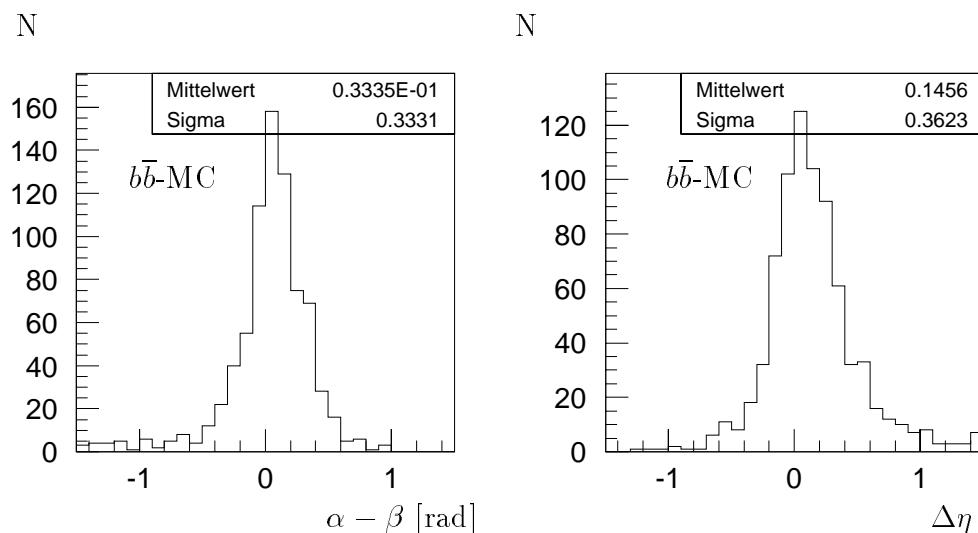 N
Mittelwert 0.3335E-01
Sigma 0.3331
bb̅-MC
160
140
120
100
80
60
40
20
0
-1 0 1
α − β [rad]
N
Mittelwert 0.1456
Sigma 0.3623
bb̅-MC
120
100
80
60
40
20
0
-1 0 1
Δη